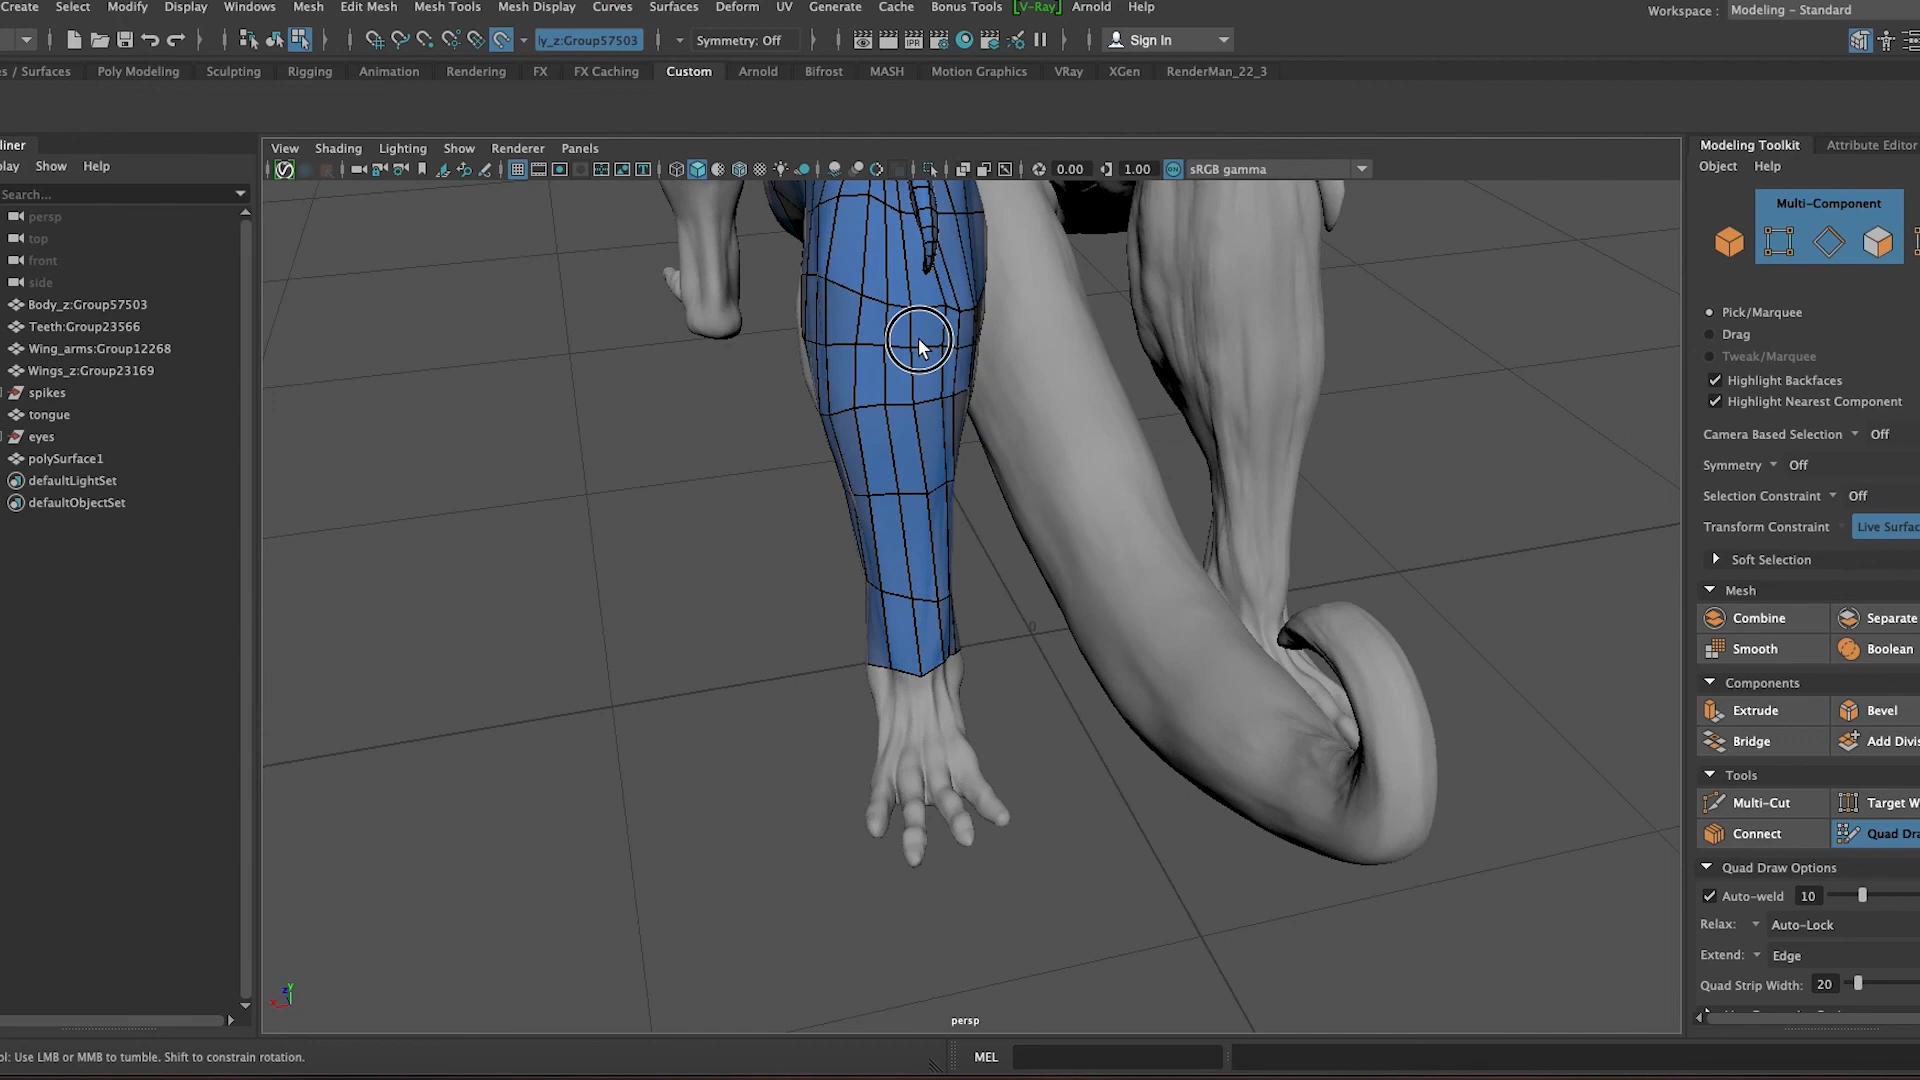 Create Select Modify Display Windows Mesh Edit Mesh Mesh Tools Mesh Display Curves Surfaces Deform UV Generate Cache Bonus Tools [V-Ray] Arnold Help
Workspace : Modeling - Standard
ly_z:Group57503 Symmetry: Off IPR Sign In
s / Surfaces Poly Modeling Sculpting Rigging Animation Rendering FX FX Caching Custom Arnold Bifrost MASH Motion Graphics VRay XGen RenderMan_22_3
liner
play Show Help
Search...
persp
top
front
side
Body_z:Group57503
Teeth:Group23566
Wing_arms:Group12268
Wings_z:Group23169
spikes
tongue
eyes
polySurface1
defaultLightSet
defaultObjectSet
View Shading Lighting Show Renderer Panels
0.00 1.00 ON sRGB gamma
0
persp
Modeling Toolkit Attribute Editor
Object Help
Multi-Component
Pick/Marquee
Drag
Tweak/Marquee
Highlight Backfaces
Highlight Nearest Component
Camera Based Selection Off
Symmetry Off
Selection Constraint Off
Transform Constraint Live Surfac
Soft Selection
Mesh
Combine Separate
Smooth Boolean
Components
Extrude Bevel
Bridge Add Divis
Tools
Multi-Cut Target W
Connect Quad Dra
Quad Draw Options
Auto-weld 10
Relax: Auto-Lock
Extend: Edge
Quad Strip Width: 20
ol: Use LMB or MMB to tumble. Shift to constrain rotation.
MEL